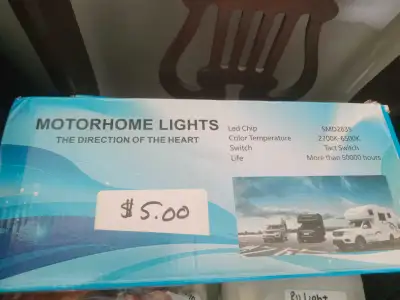 MOTORHOME LIGHTS
THE DIRECTION OF THE HEART
Led Chip SMD2835
Color Temperature 2700K-6500K
Switch Tact Switch
Life More than 50000 hours
$5.00
Light